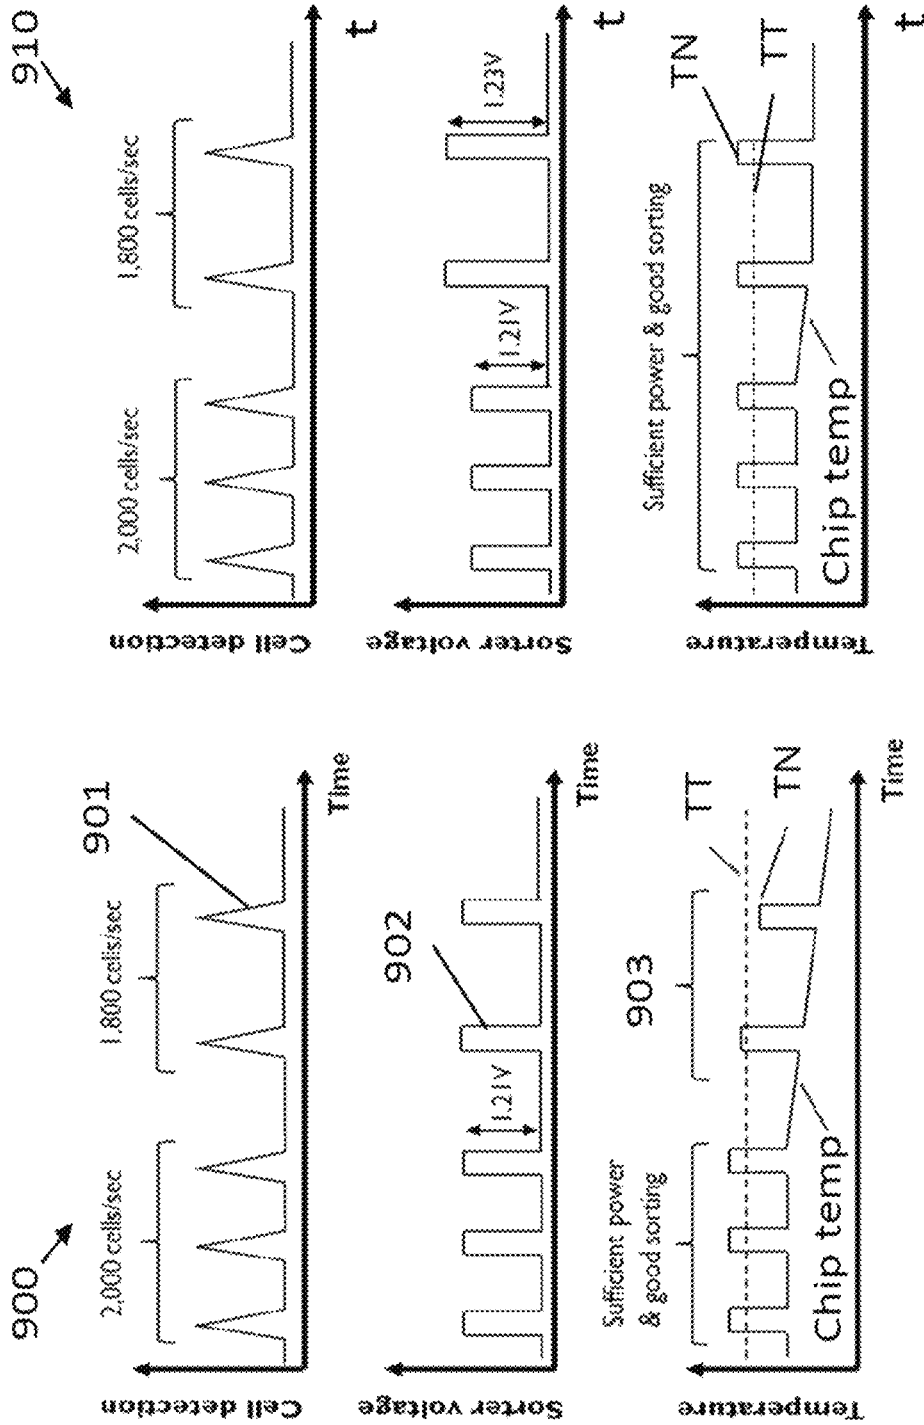 900
2,000 cells/sec
1,800 cells/sec
901
Cell detection
Time
902
1.21V
Sorter voltage
Time
Sufficient power
& good sorting
903
TT
TN
Chip temp
Temperature
Time
910
2,000 cells/sec
1,800 cells/sec
Cell detection
t
1.21V
1.23V
Sorter voltage
t
Sufficient power & good sorting
TN
TT
Chip temp
Temperature
t